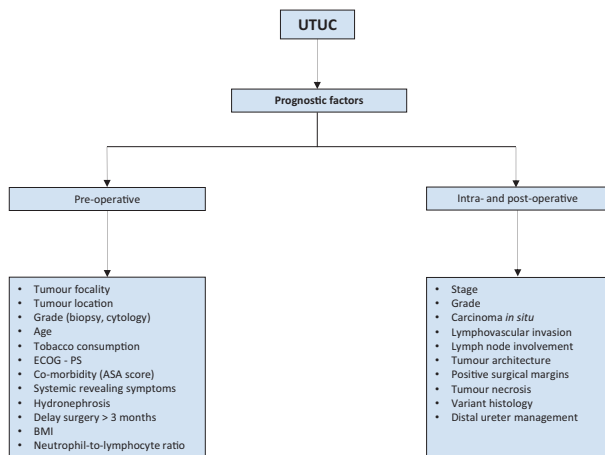 UTUC
Prognostic factors
Pre-operative
Intra- and post-operative
• Tumour focality
• Tumour location
• Grade (biopsy, cytology)
• Age
• Tobacco consumption
• ECOG - PS
• Co-morbidity (ASA score)
• Systemic revealing symptoms
• Hydronephrosis
• Delay surgery > 3 months
• BMI
• Neutrophil-to-lymphocyte ratio
• Stage
• Grade
• Carcinoma in situ
• Lymphovascular invasion
• Lymph node involvement
• Tumour architecture
• Positive surgical margins
• Tumour necrosis
• Variant histology
• Distal ureter management